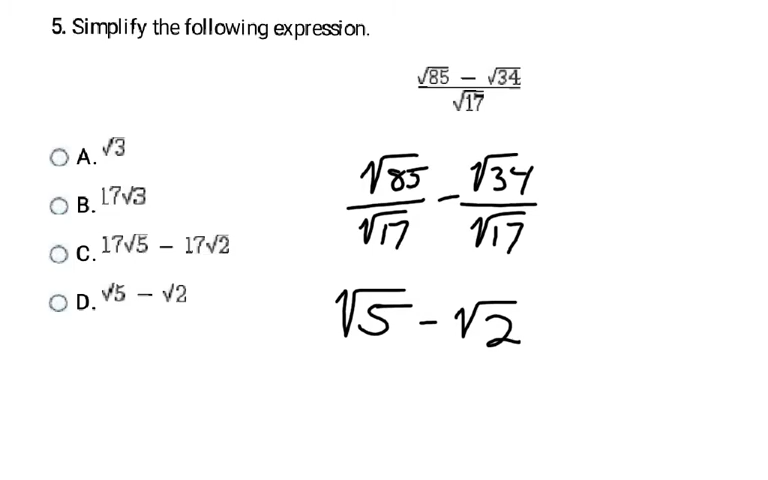 5. Simplify the following expression.
√85 − √34
√17
A. √3
B. 17√3
C. 17√5 − 17√2
D. √5 − √2
√85 - √34
√17 √17
√5 - √2